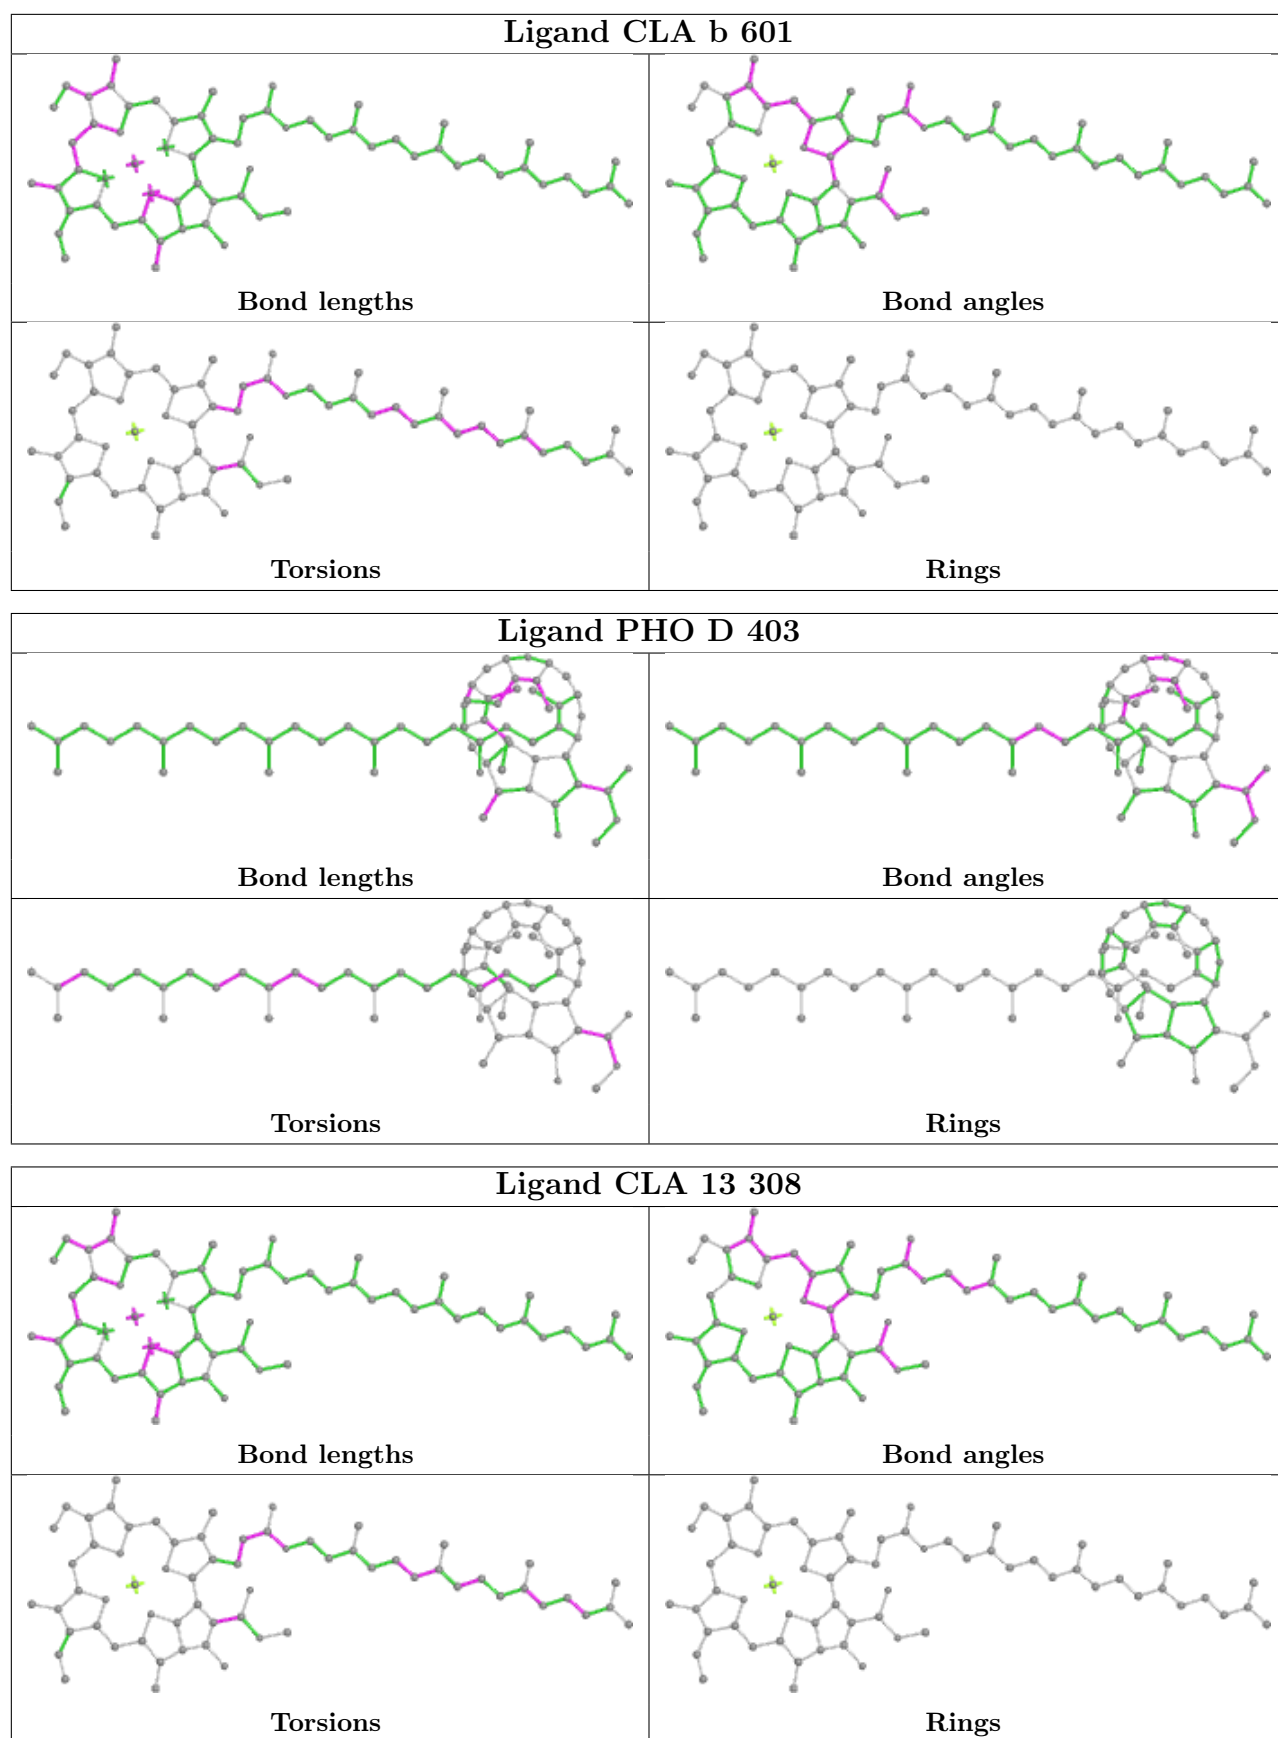 Ligand CLA b 601
Bond lengths
Bond angles
Torsions
Rings
Ligand PHO D 403
Bond lengths
Bond angles
Torsions
Rings
Ligand CLA 13 308
Bond lengths
Bond angles
Torsions
Rings